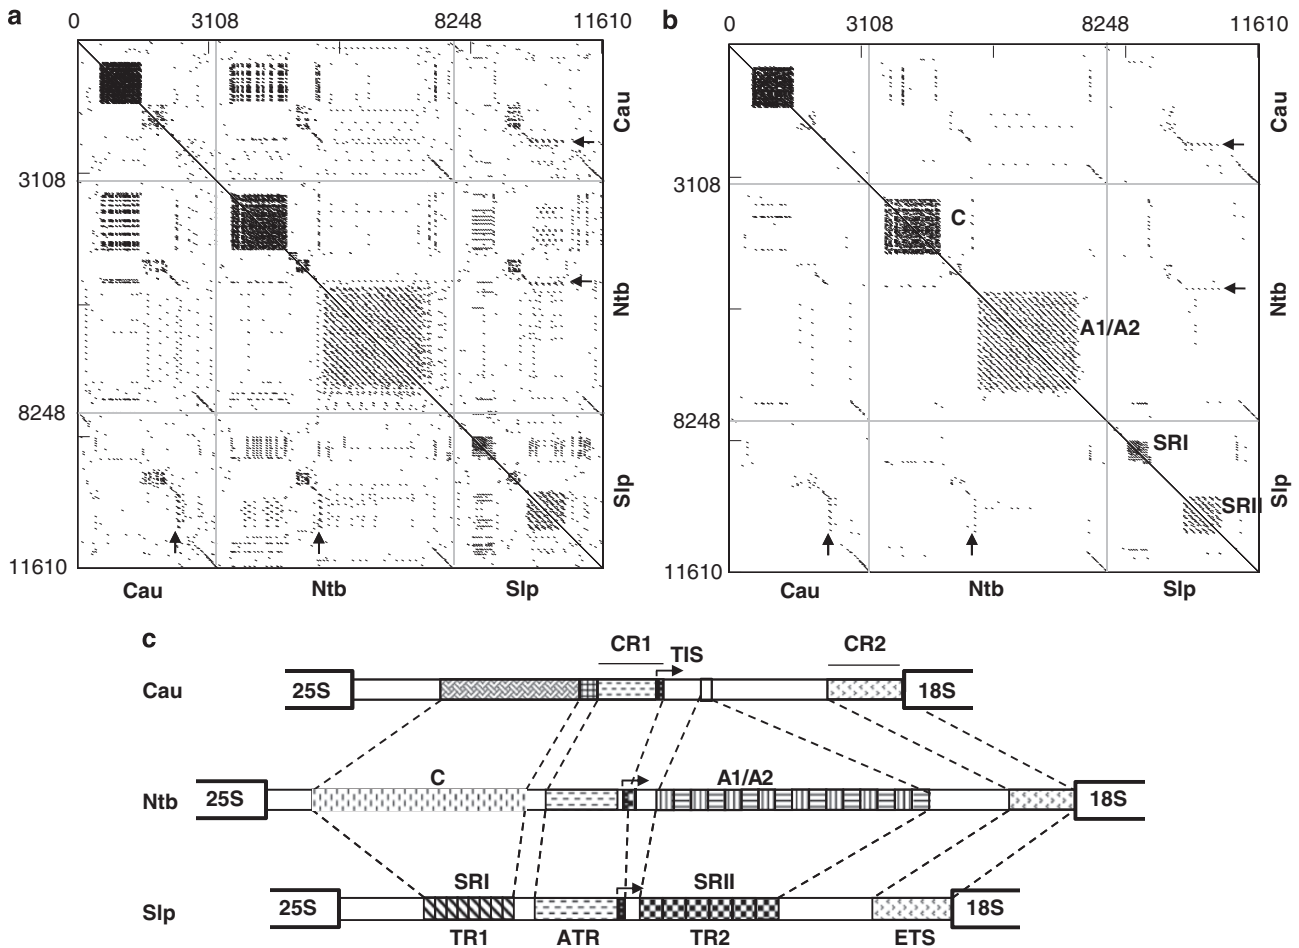 a
0 3108 8248 11610
Cau
3108
Ntb
8248
Slp
11610
Cau Ntb Slp
b
0 3108 8248 11610
Cau
3108
C
Ntb
A1/A2
8248
SRI
Slp
SRII
11610
Cau Ntb Slp
c
CR1 TIS CR2
Cau 25S 18S
C A1/A2
Ntb 25S 18S
SRI SRII
Slp 25S 18S
TR1 ATR TR2 ETS